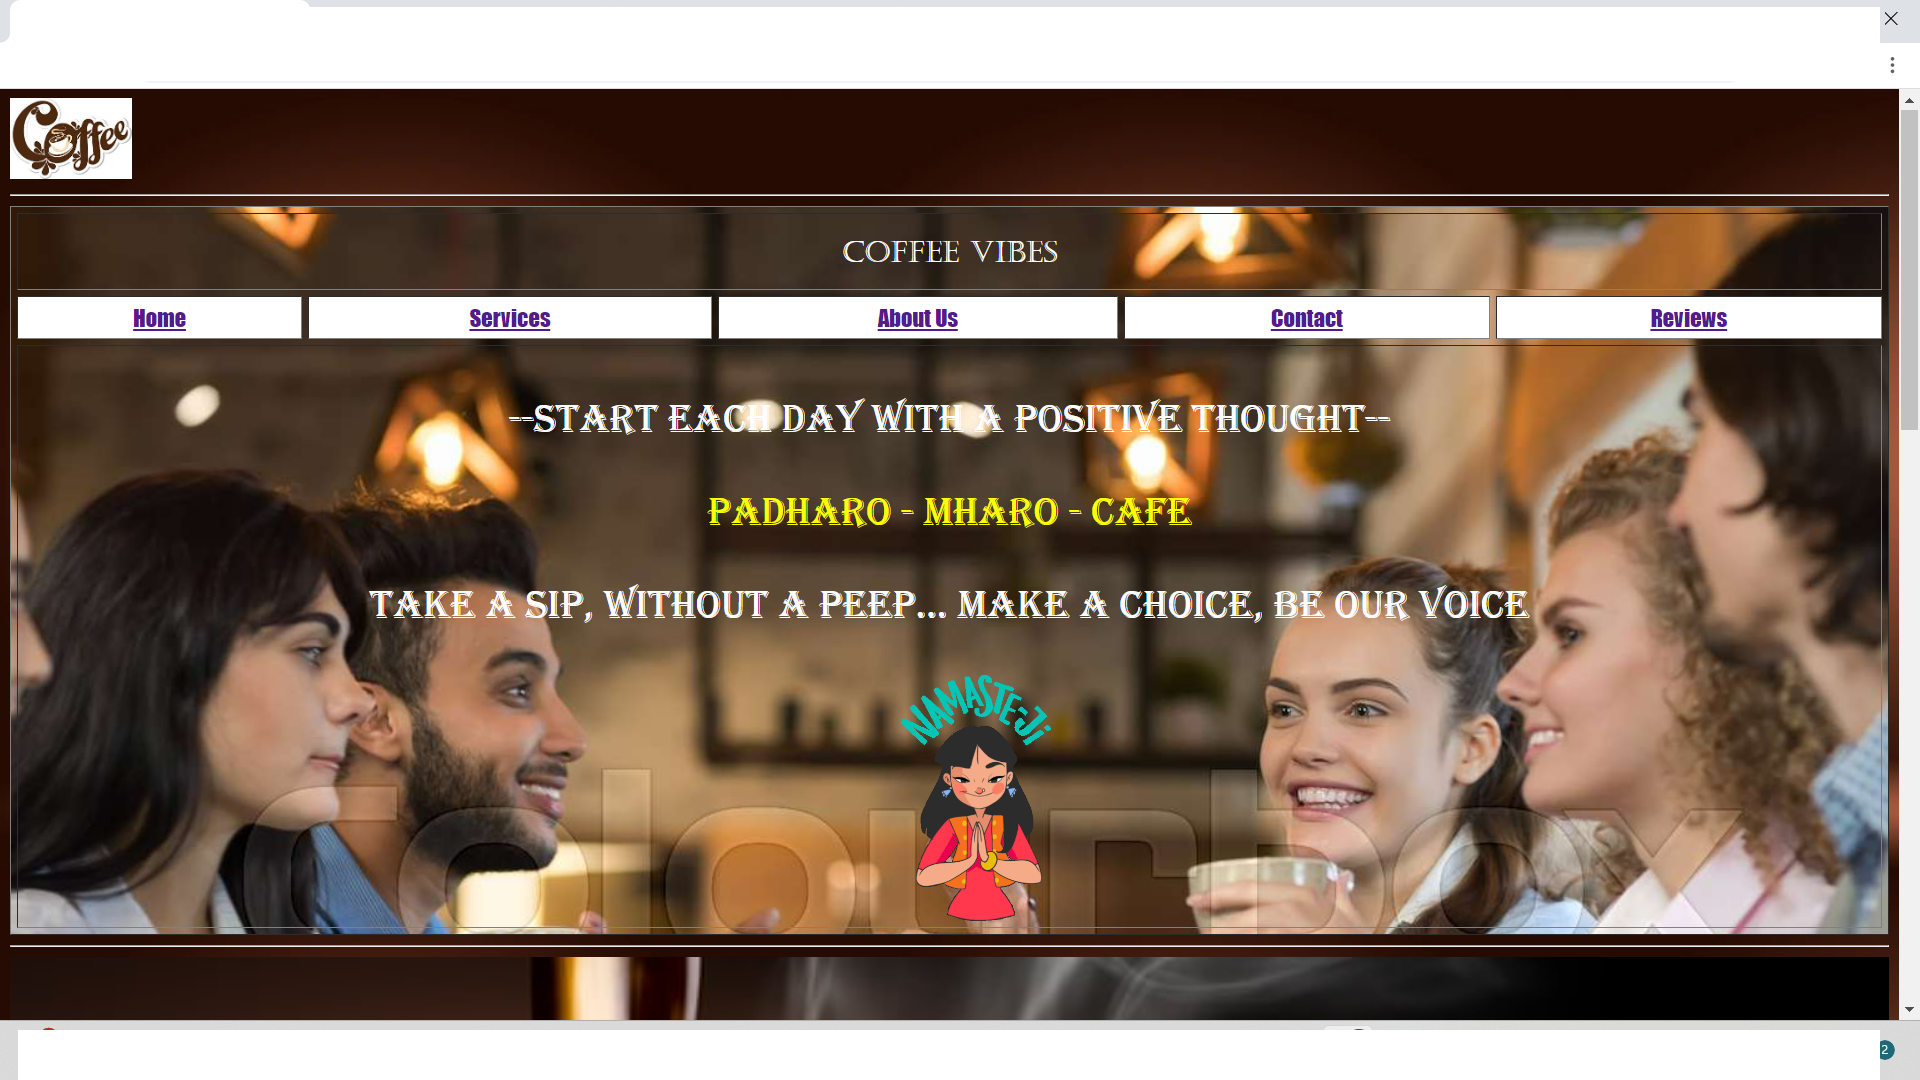 Coffee
COFFEE VIBES
Home Services About Us Contact Reviews
--START EACH DAY WITH A POSITIVE THOUGHT--
PADHARO - MHARO - CAFE
TAKE A SIP, WITHOUT A PEEP... MAKE A CHOICE, BE OUR VOICE
NAMASTE-Ji
colourbox
2